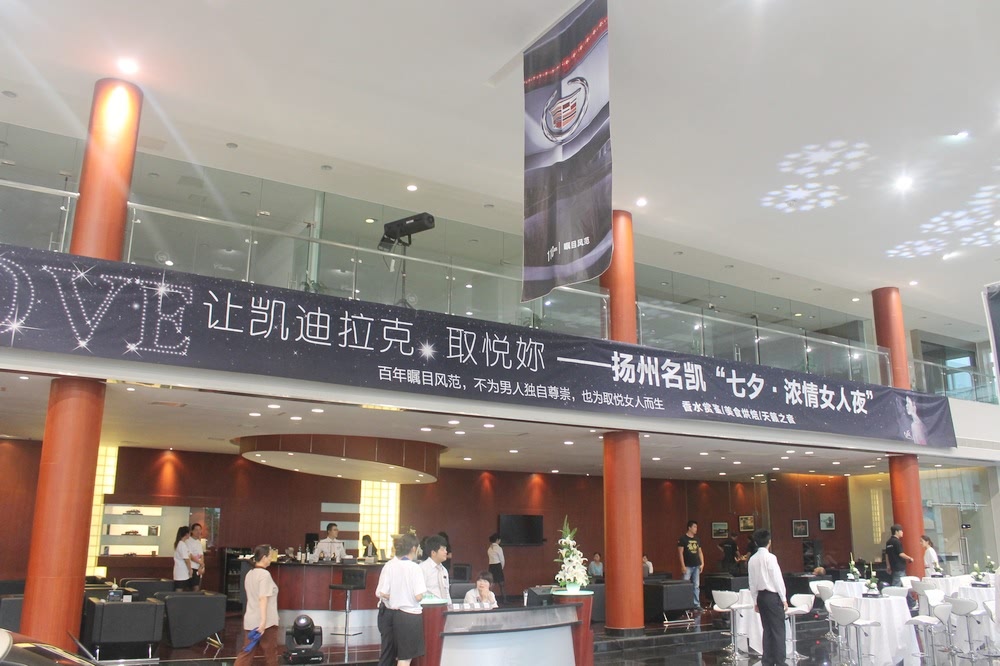 瞩目风范
OVE 让凯迪拉克 取悦妳 ——扬州名凯“七夕·浓情女人夜”
百年瞩目风范，不为男人独自尊崇，也为取悦女人而生 香水赏鉴/美食烘焙/天籁之音